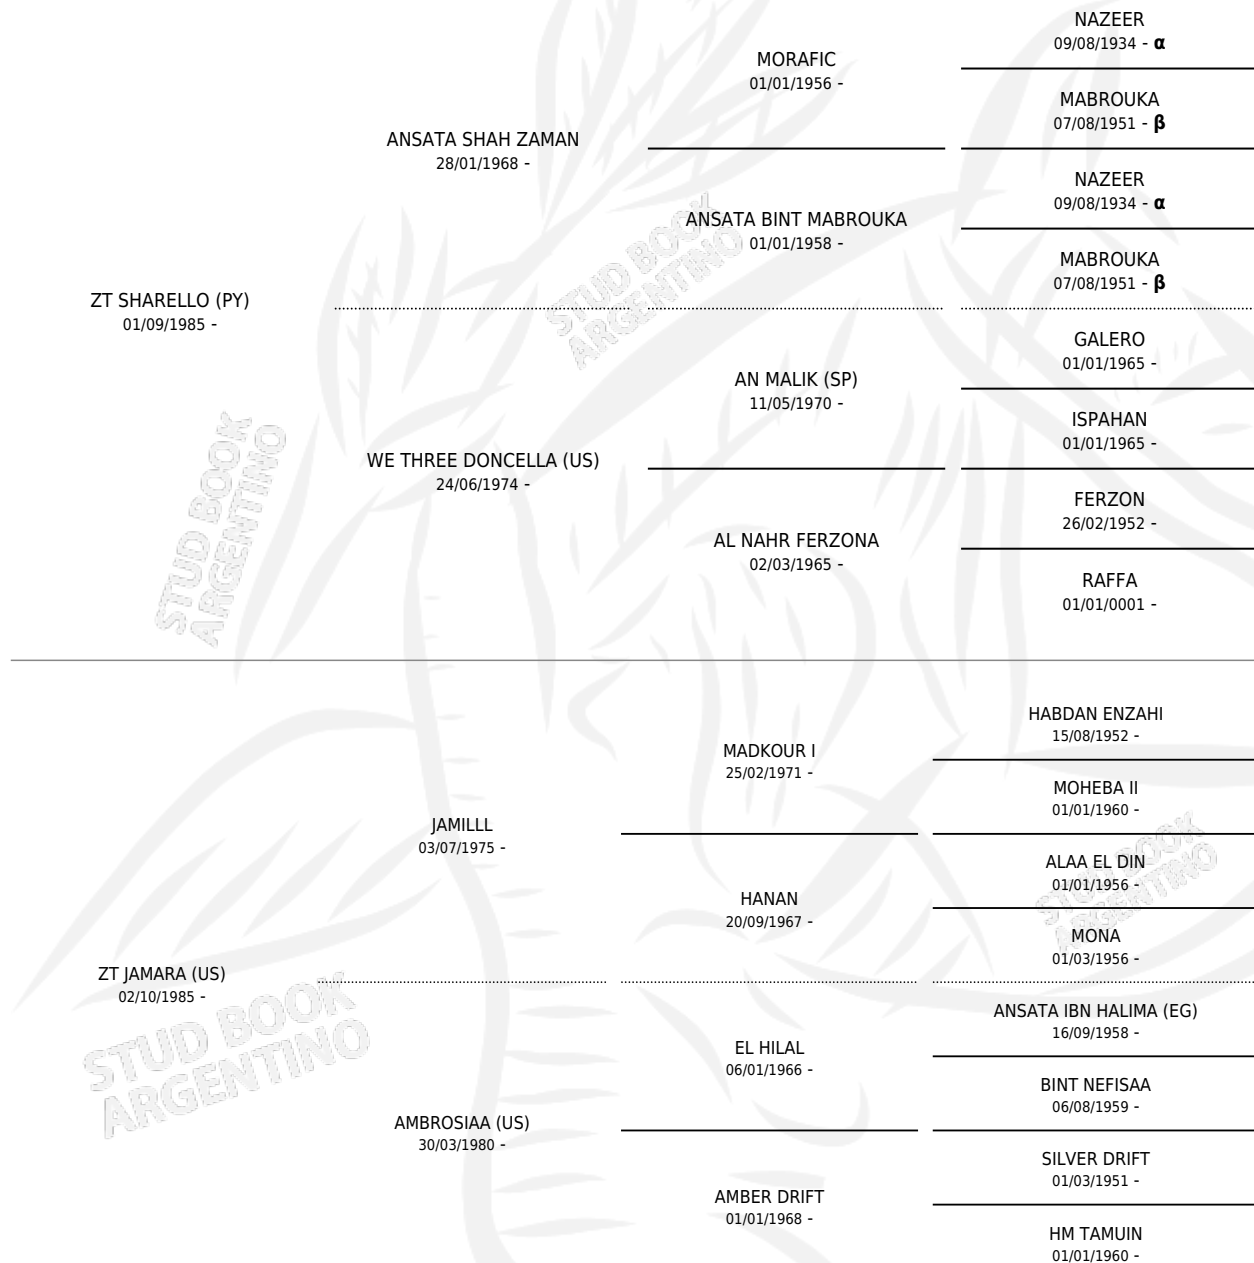 NAZEER
09/08/1934 - α
MORAFIC
01/01/1956 -
MABROUKA
07/08/1951 - β
ANSATA SHAH ZAMAN
28/01/1968 -
NAZEER
09/08/1934 - α
ANSATA BINT MABROUKA
01/01/1958 -
MABROUKA
07/08/1951 - β
ZT SHARELLO (PY)
01/09/1985 -
GALERO
01/01/1965 -
AN MALIK (SP)
11/05/1970 -
ISPAHAN
01/01/1965 -
WE THREE DONCELLA (US)
24/06/1974 -
FERZON
26/02/1952 -
AL NAHR FERZONA
02/03/1965 -
RAFFA
01/01/0001 -
HABDAN ENZAHI
15/08/1952 -
MADKOUR I
25/02/1971 -
MOHEBA II
01/01/1960 -
JAMILLL
03/07/1975 -
ALAA EL DIN
01/01/1956 -
HANAN
20/09/1967 -
MONA
01/03/1956 -
ZT JAMARA (US)
02/10/1985 -
ANSATA IBN HALIMA (EG)
16/09/1958 -
EL HILAL
06/01/1966 -
BINT NEFISAA
06/08/1959 -
AMBROSIAA (US)
30/03/1980 -
SILVER DRIFT
01/03/1951 -
AMBER DRIFT
01/01/1968 -
HM TAMUIN
01/01/1960 -
STUD BOOK
ARGENTINO
STUD BOOK
ARGENTINO
STUD BOOK
ARGENTINO
STUD BOOK
ARGENTINO